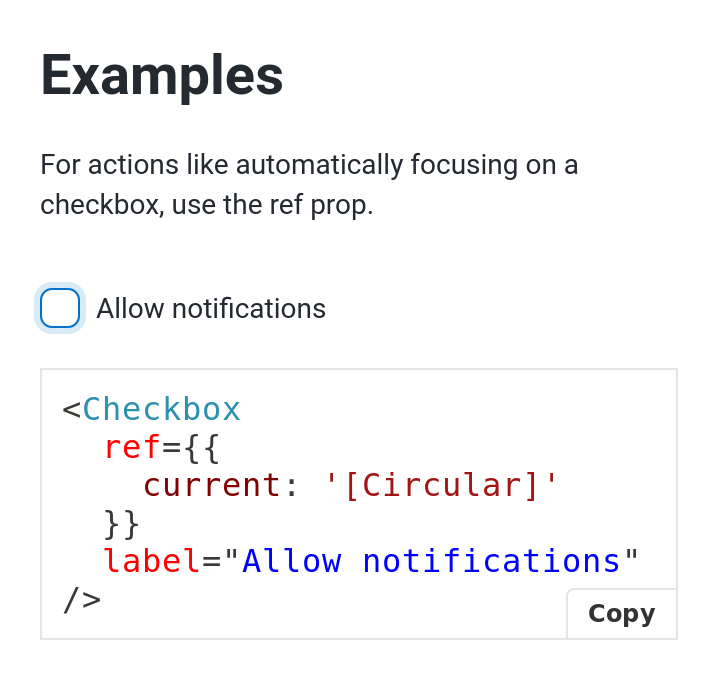 Examples
For actions like automatically focusing on a
checkbox, use the ref prop.
Allow notifications
<Checkbox
  ref={{
    current: '[Circular]'
  }}
  label="Allow notifications"
/>
Copy